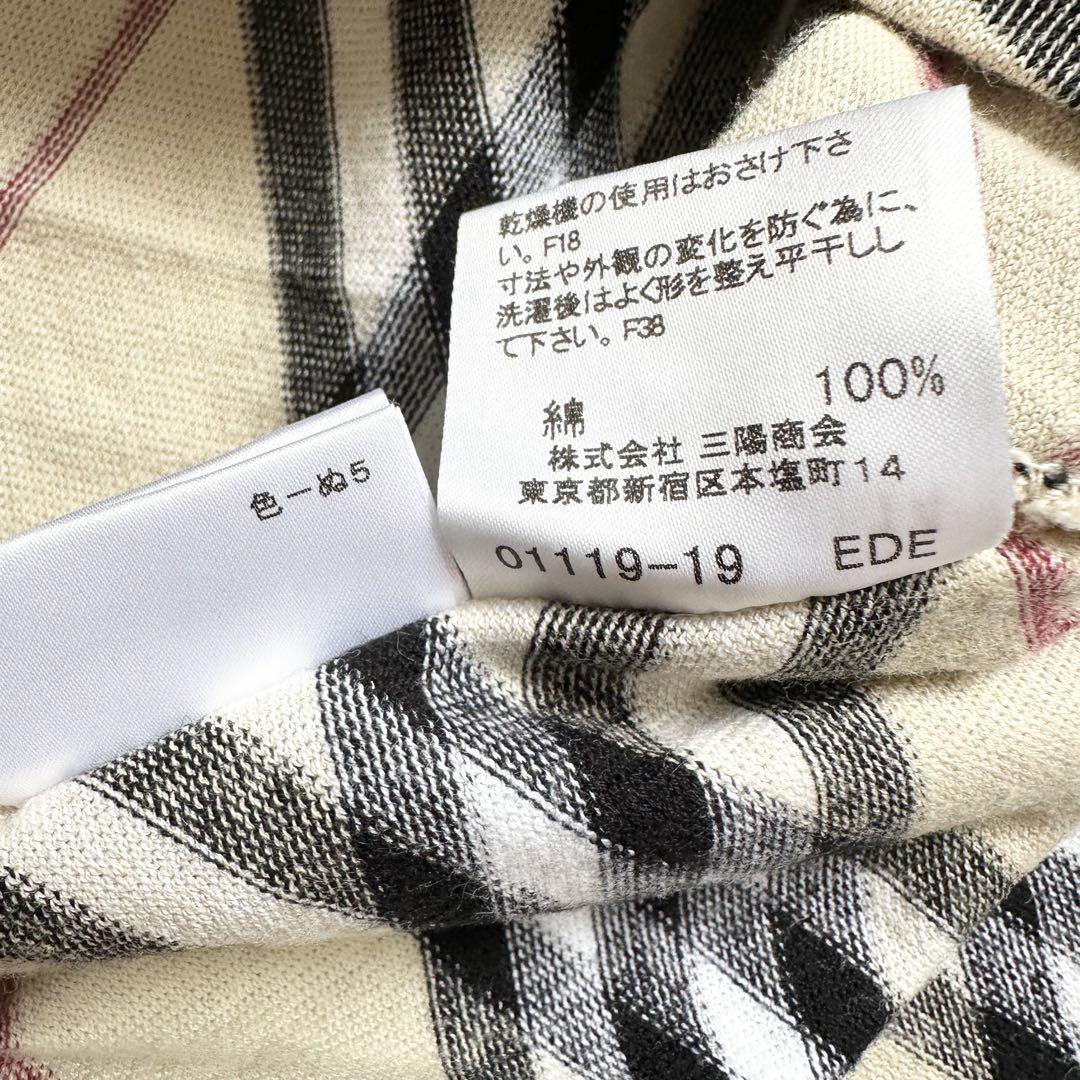 乾燥機の使用はおさけ下さ
い。F18
寸法や外観の変化を防ぐ為に、
洗濯後はよく形を整え平干しし
て下さい。F38
綿 100%
株式会社 三陽商会
東京都新宿区本塩町14
01119-19 EDE
色ーぬ5